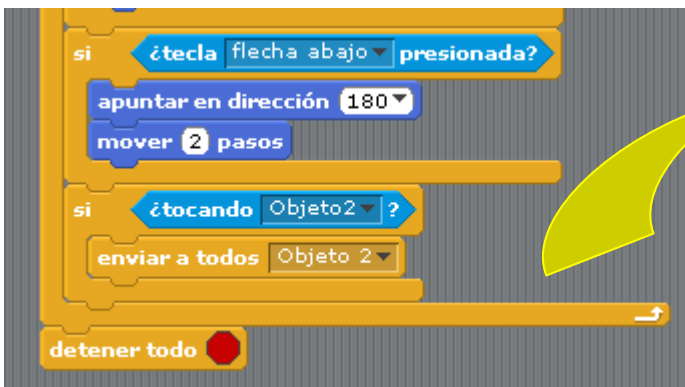 si ¿tecla flecha abajo presionada?
apuntar en dirección 180
mover 2 pasos
si ¿tocando Objeto2 ?
enviar a todos Objeto 2
detener todo